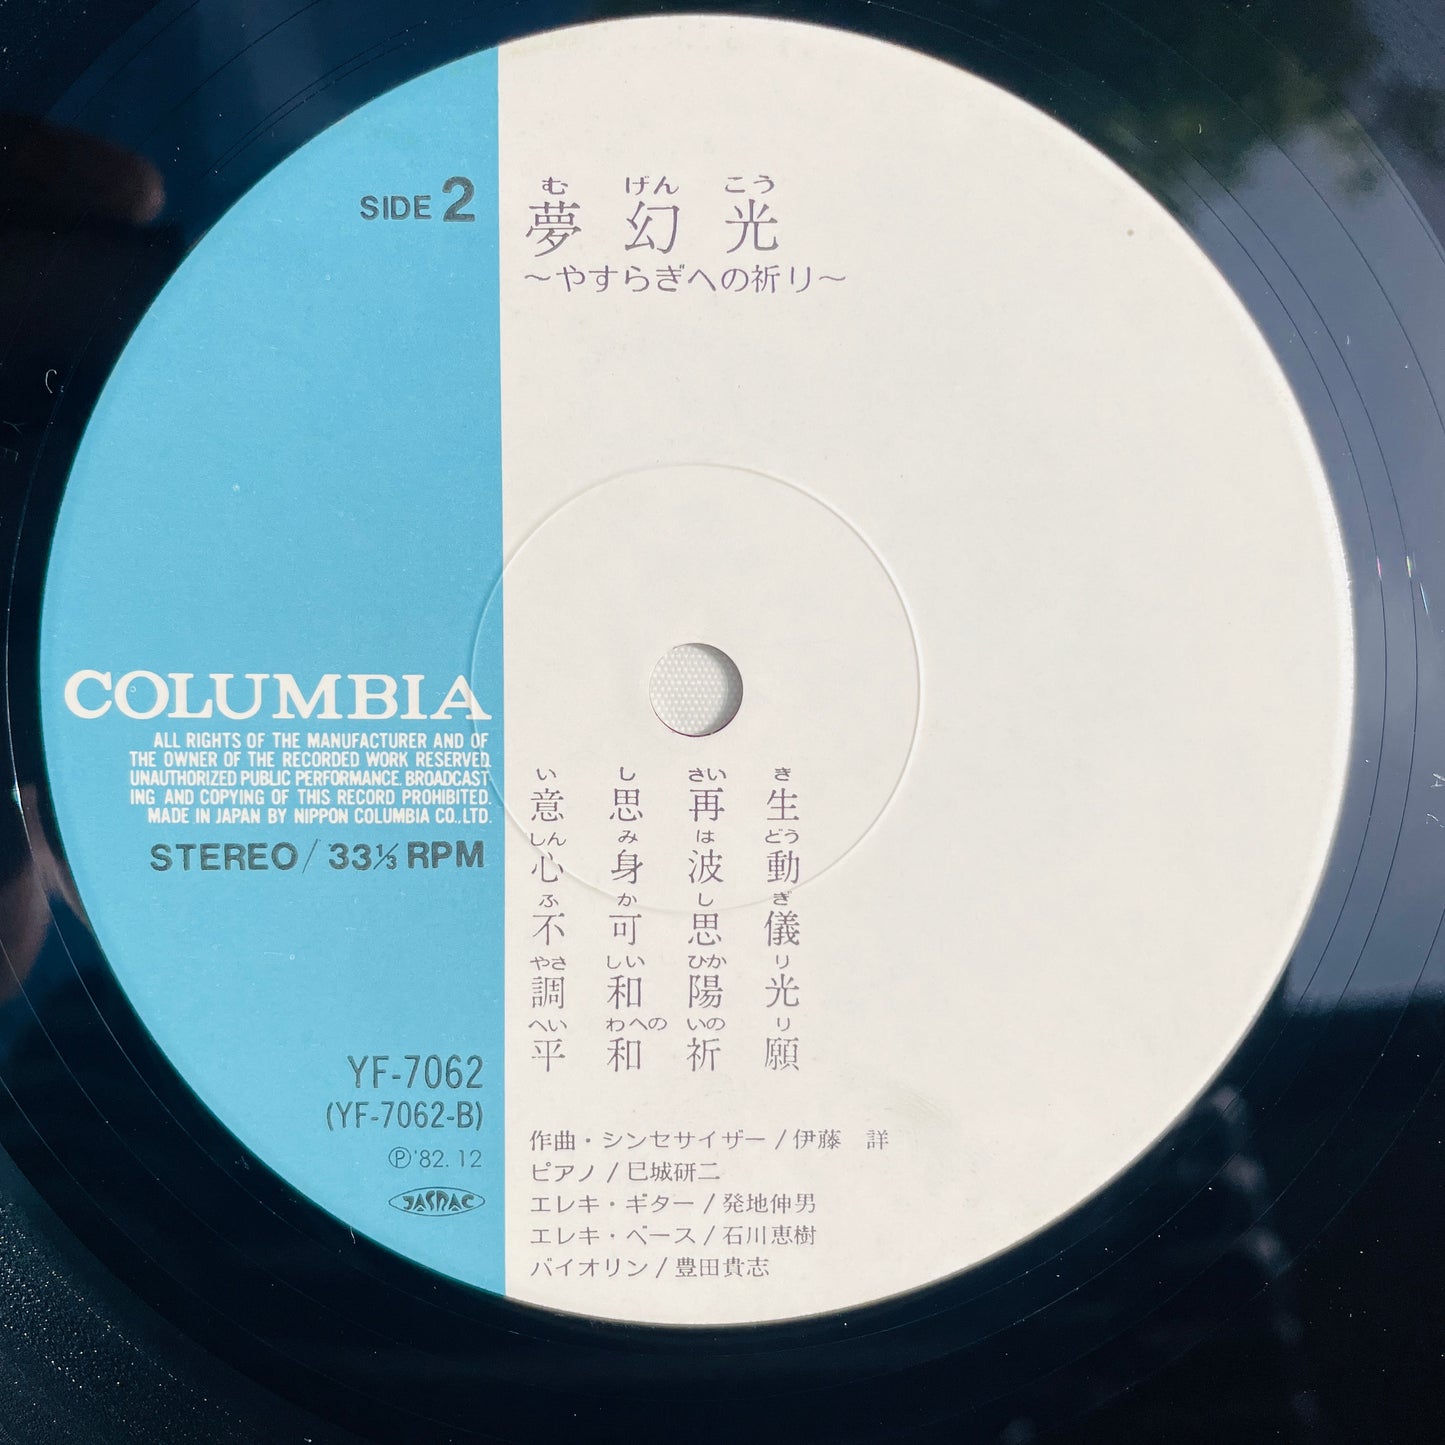 SIDE 2
む げん こう
夢 幻 光
~やすらぎへの祈り~
COLUMBIA
ALL RIGHTS OF THE MANUFACTURER AND OF
THE OWNER OF THE RECORDED WORK RESERVED.
UNAUTHORIZED PUBLIC PERFORMANCE. BROADCAST-
ING AND COPYING OF THIS RECORD PROHIBITED.
MADE IN JAPAN BY NIPPON COLUMBIA CO.,LTD.
STEREO/ 33⅓ RPM
YF-7062
(YF-7062-B)
Ⓟ'82. 12
JASRAC
い し さい き
意 思 再 生
しん み は どう
心 身 波 動
ふ か し ぎ
不 可 思 儀
やさ しい ひか り
調 和 陽 光
へい わへの いの り
平 和 祈 願
作曲・シンセサイザー/伊藤 詳
ピアノ/巳城研二
エレキ・ギター/発地伸男
エレキ・ベース/石川恵樹
バイオリン/豊田貴志